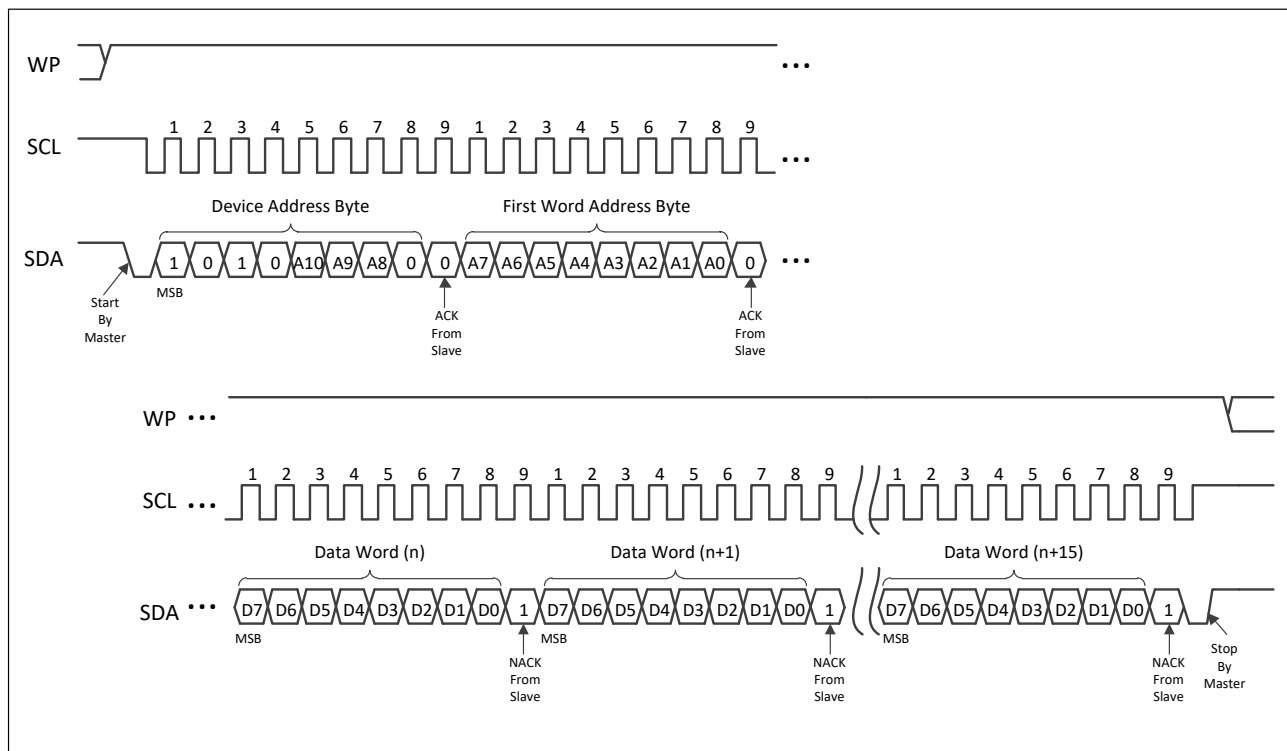 WP
...
1 2 3 4 5 6 7 8 9 1 2 3 4 5 6 7 8 9
SCL
...
Device Address Byte First Word Address Byte
SDA
1 0 1 0 A10 A9 A8 0 0 A7 A6 A5 A4 A3 A2 A1 A0 0 ...
MSB
Start
By
Master
ACK
From
Slave
ACK
From
Slave
WP ...
1 2 3 4 5 6 7 8 9 1 2 3 4 5 6 7 8 9 1 2 3 4 5 6 7 8 9
SCL ...
Data Word (n) Data Word (n+1) Data Word (n+15)
SDA ... D7 D6 D5 D4 D3 D2 D1 D0 1 D7 D6 D5 D4 D3 D2 D1 D0 1 D7 D6 D5 D4 D3 D2 D1 D0 1
MSB MSB MSB
NACK
From
Slave
NACK
From
Slave
NACK
From
Slave
Stop
By
Master